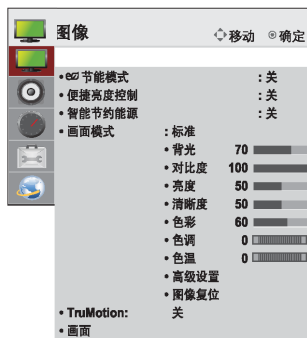 图像 移动 ◎确定
• 节能模式 : 关
• 便捷亮度控制 : 关
• 智能节约能源 : 关
• 画面模式 : 标准
• 背光 70
• 对比度 100
• 亮度 50
• 清晰度 50
• 色彩 60
• 色调 0
• 色温 0
• 高级设置
• 图像复位
• TruMotion: 关
• 画面